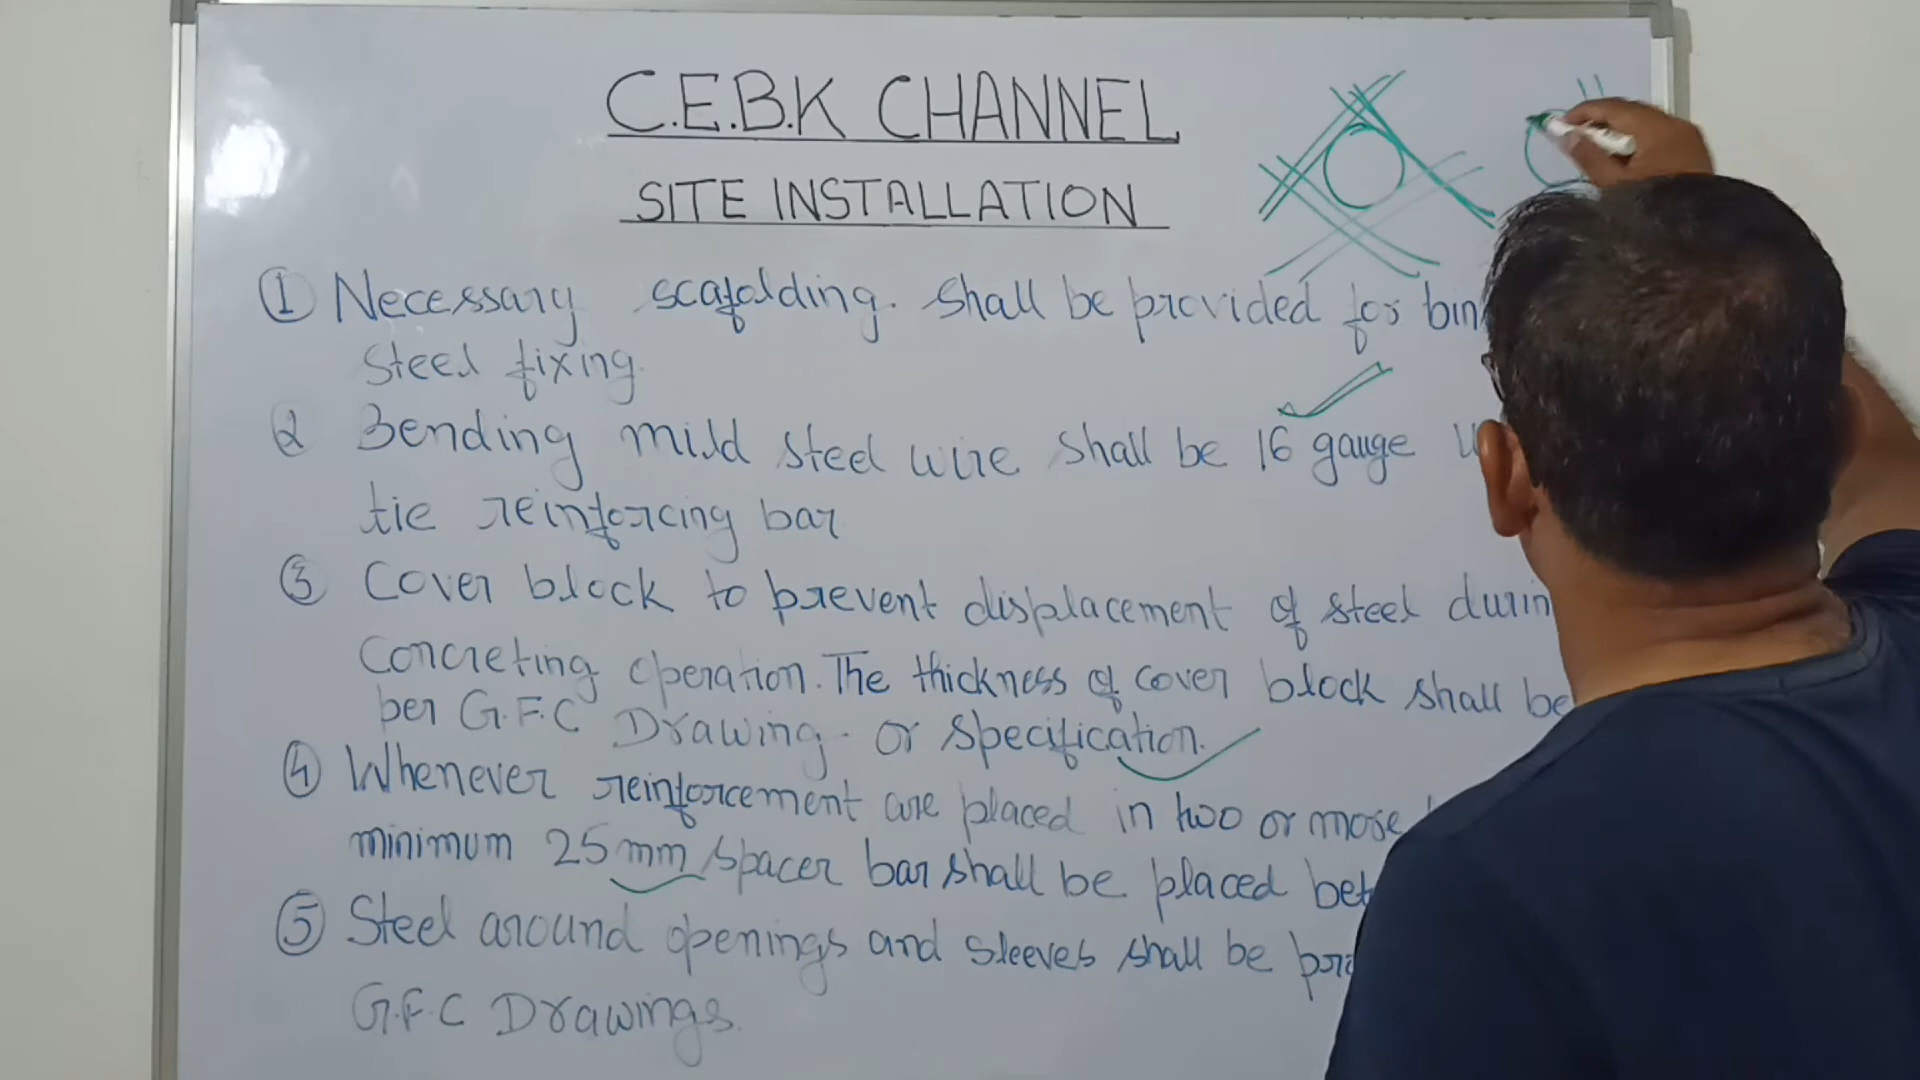 C.E.B.K CHANNEL
SITE INSTALLATION
① Necessary scafolding. shall be provided for
steel fixing.
② Bending mild steel wire shall be 16 gauge
tie reinforcing bar
③ Cover block to prevent displacement of steel
Concreting operation. The thickness of cover block shall be
per G.F.C Drawing. or specification.
④ Whenever reinforcement are placed in two or more
minimum 25mm spacer bar shall be placed
⑤ Steel around openings and sleeves shall be
G.F.C Drawings.